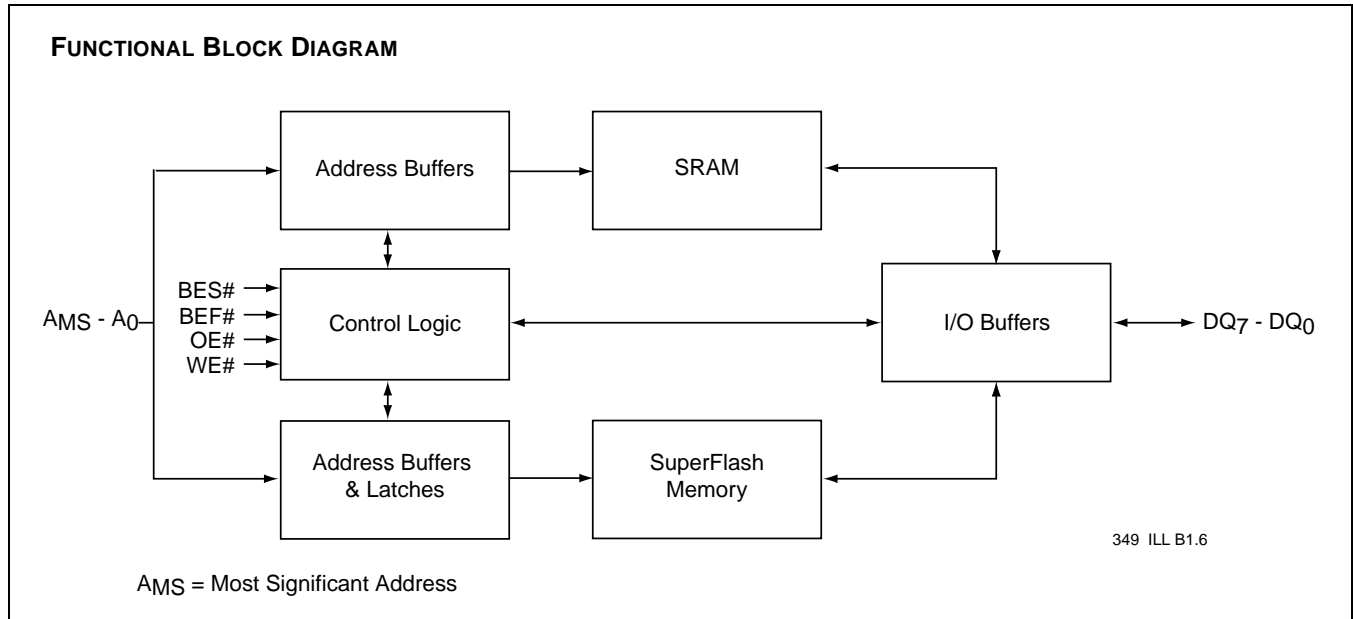 FUNCTIONAL BLOCK DIAGRAM
Address Buffers
SRAM
BES#
BEF#
OE#
WE#
AMS - A0
Control Logic
I/O Buffers
DQ7 - DQ0
Address Buffers
& Latches
SuperFlash
Memory
349 ILL B1.6
AMS = Most Significant Address